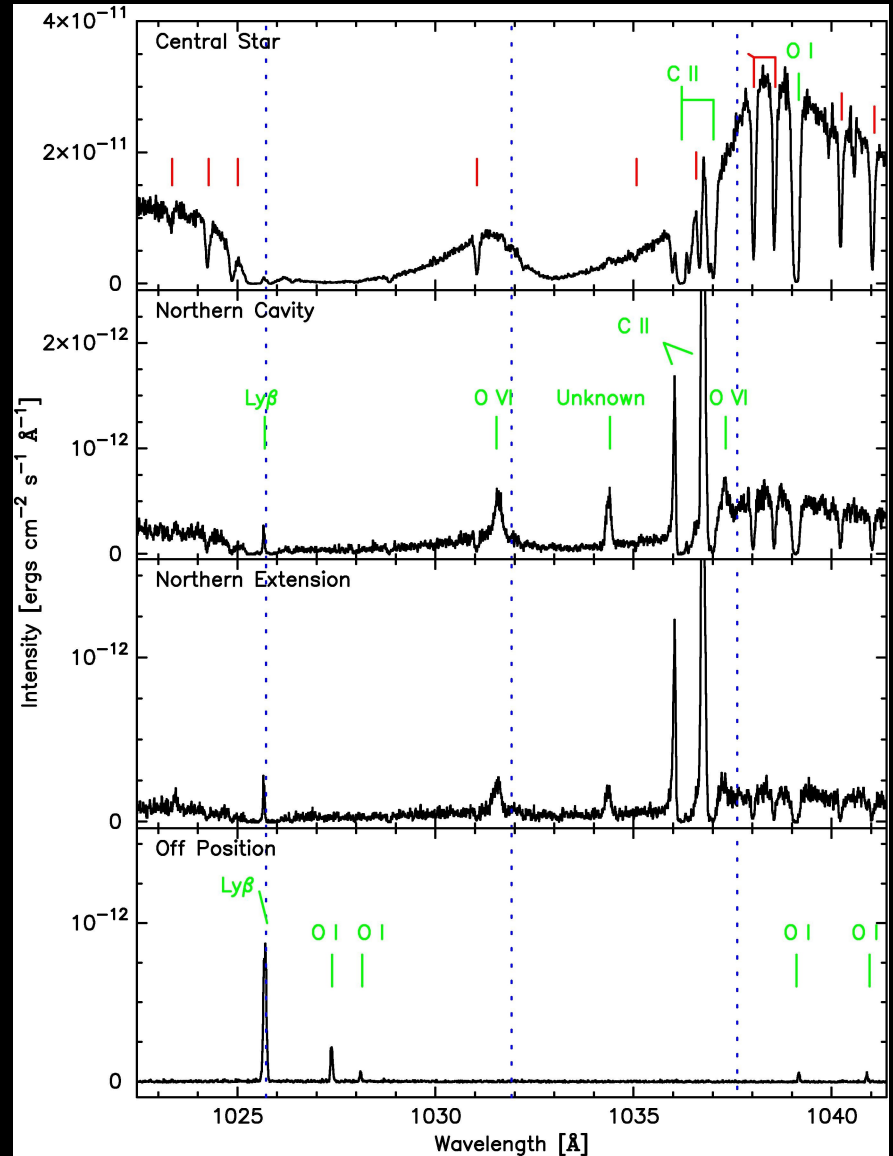 4×10⁻¹¹
Central Star
C II
O I
2×10⁻¹¹
0
Northern Cavity
C II
2×10⁻¹²
Lyβ
O VI
Unknown
O VI
10⁻¹²
0
Northern Extension
10⁻¹²
0
Off Position
Lyβ
10⁻¹²
O I
O I
O I
O I
0
1025
1030
1035
1040
Wavelength [Å]
Intensity [ergs cm⁻² s⁻¹ Å⁻¹]